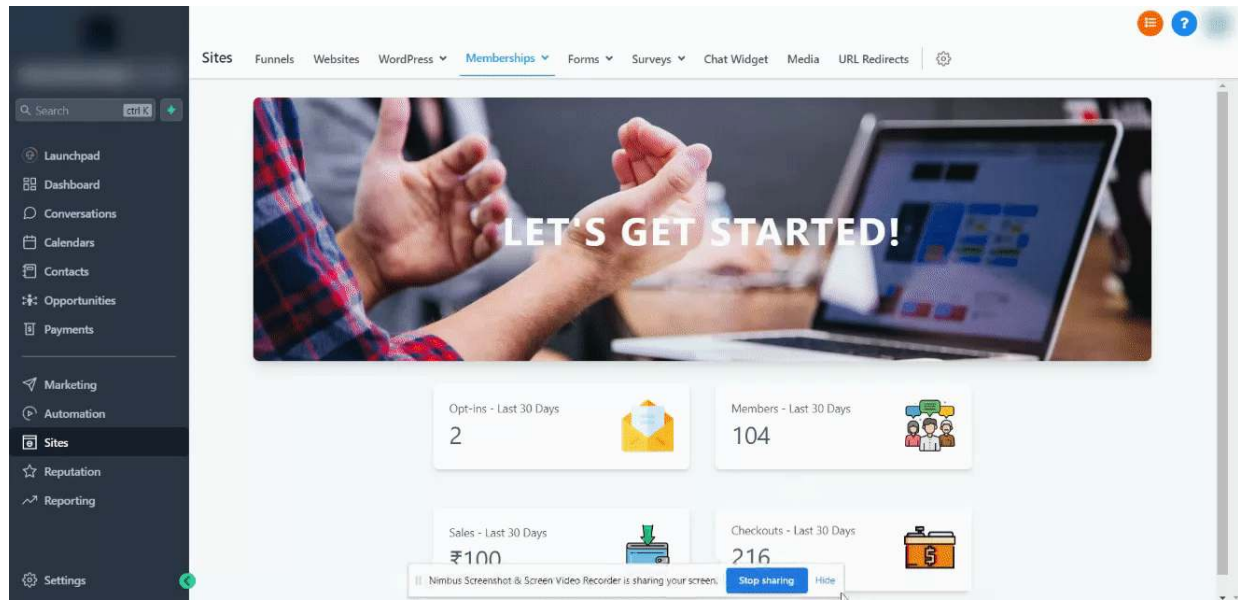 ?
Sites Funnels Websites WordPress Memberships Forms Surveys Chat Widget Media URL Redirects
Search ctrl K
Launchpad
Dashboard
Conversations
Calendars
Contacts
Opportunities
Payments
Marketing
Automation
Sites
Reputation
Reporting
Settings
LET'S GET STARTED!
Opt-ins - Last 30 Days
2
Members - Last 30 Days
104
Sales - Last 30 Days
₹100
Checkouts - Last 30 Days
216
Nimbus Screenshot & Screen Video Recorder is sharing your screen. Stop sharing Hide